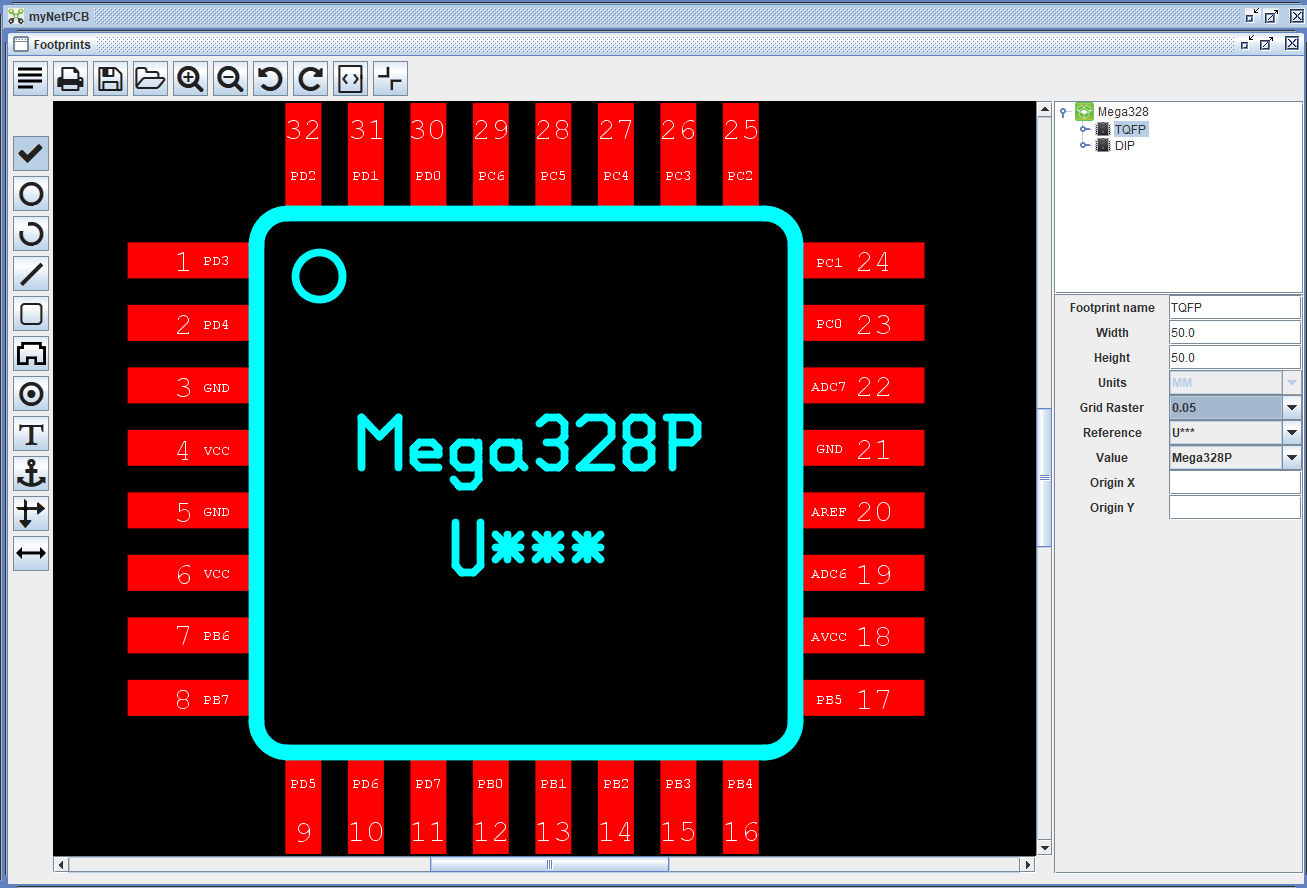 myNetPCB
Footprints
32 31 30 29 28 27 26 25
PD2 PD1 PD0 PC6 PC5 PC4 PC3 PC2
1 PD3
2 PD4
3 GND
4 VCC
5 GND
6 VCC
7 PB6
8 PB7
PC1 24
PC0 23
ADC7 22
GND 21
AREF 20
ADC6 19
AVCC 18
PB5 17
Mega328P
U***
PD5 PD6 PD7 PB0 PB1 PB2 PB3 PB4
9 10 11 12 13 14 15 16
Mega328
TQFP
DIP
Footprint name TQFP
Width 50.0
Height 50.0
Units MM
Grid Raster 0.05
Reference U***
Value Mega328P
Origin X
Origin Y